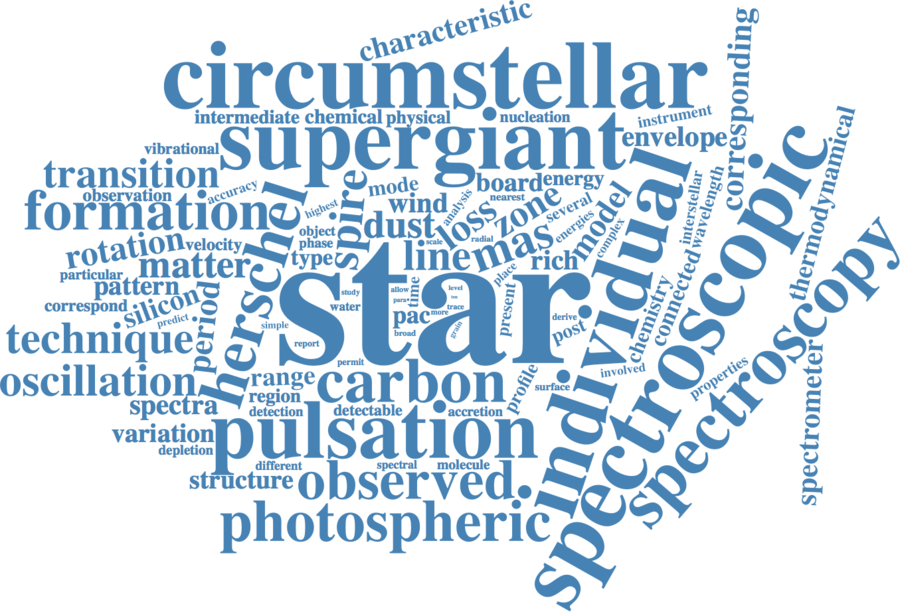 characteristic
circumstellar
corresponding
intermediate
chemical
physical
nucleation
instrument
supergiant
envelope
vibrational
transition
observation
accuracy
mode
board
energy
nearest
formation
highest
herschel
spire
wind
analysis
loss
zone
several
model
individual
interstellar
wavelength
connected
spectroscopic
thermodynamical
rotation
velocity
object
phase
type
dust
scale
radial
line
mas
energies
complex
rich
particular
matter
pattern
correspond
silicon
predict
period
star
study
water
allow
para-
time
level
trace
more
pac
broad
grain
place
present
derive
post
chemistry
simple
report
permit
technique
oscillation
range
region
carbon
profile
surface
involved
properties
spectroscopy
spectrometer
spectra
detection
detectable
accretion
variation
depletion
pulsation
different
spectral
molecule
structure
observed.
photospheric